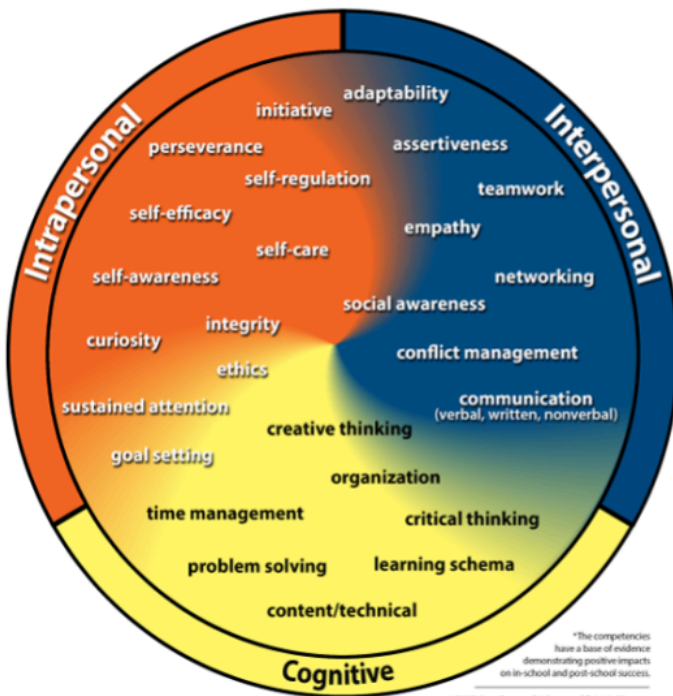 Intrapersonal
Interpersonal
adaptability
initiative
assertiveness
perseverance
self-regulation
teamwork
self-efficacy
empathy
self-care
self-awareness
networking
social awareness
integrity
curiosity
conflict management
ethics
communication
(verbal, written, nonverbal)
sustained attention
creative thinking
goal setting
organization
time management
critical thinking
problem solving
learning schema
content/technical
Cognitive
*The competencies
have a base of evidence
demonstrating positive impacts
on in-school and post-school success.